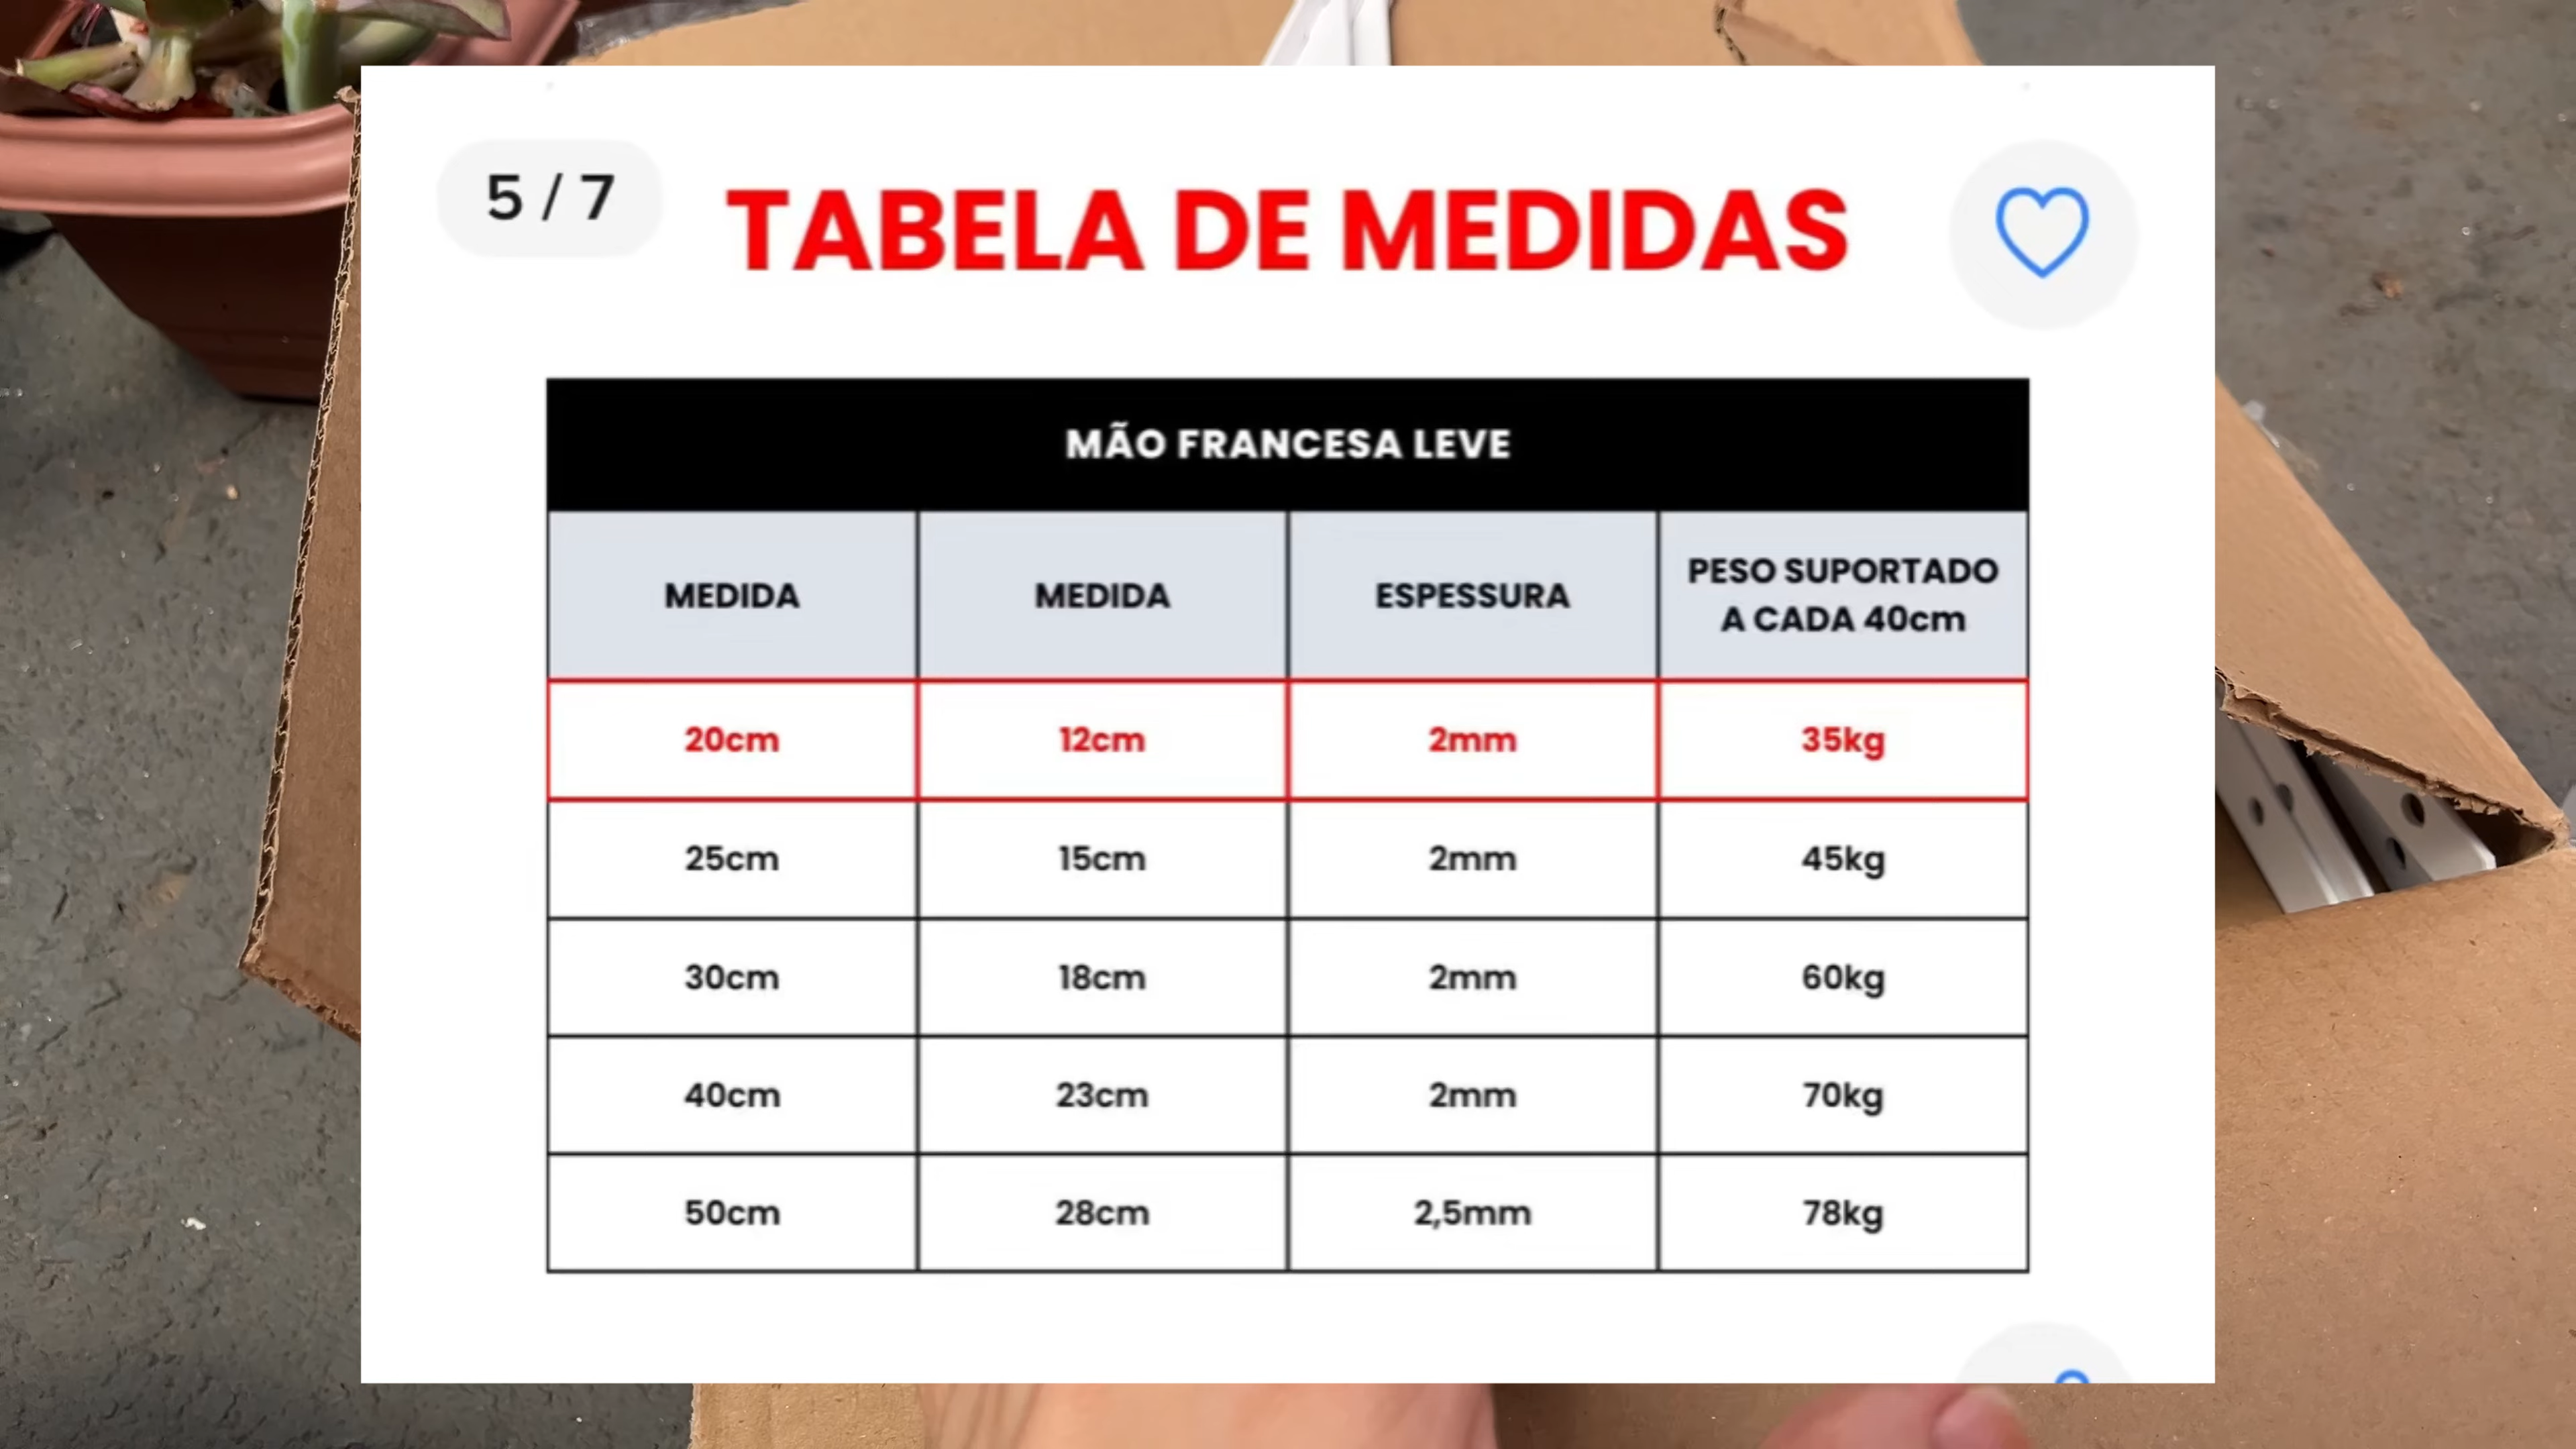 5 / 7
TABELA DE MEDIDAS
MÃO FRANCESA LEVE
MEDIDA MEDIDA ESPESSURA PESO SUPORTADO
A CADA 40cm
20cm 12cm 2mm 35kg
25cm 15cm 2mm 45kg
30cm 18cm 2mm 60kg
40cm 23cm 2mm 70kg
50cm 28cm 2,5mm 78kg